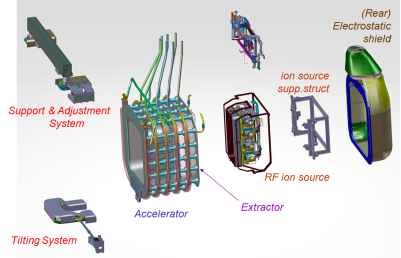 (Rear)
Electrostatic
shield
ion source
supp.struct
Support & Adjustment
System
RF ion source
Extractor
Accelerator
Tilting System